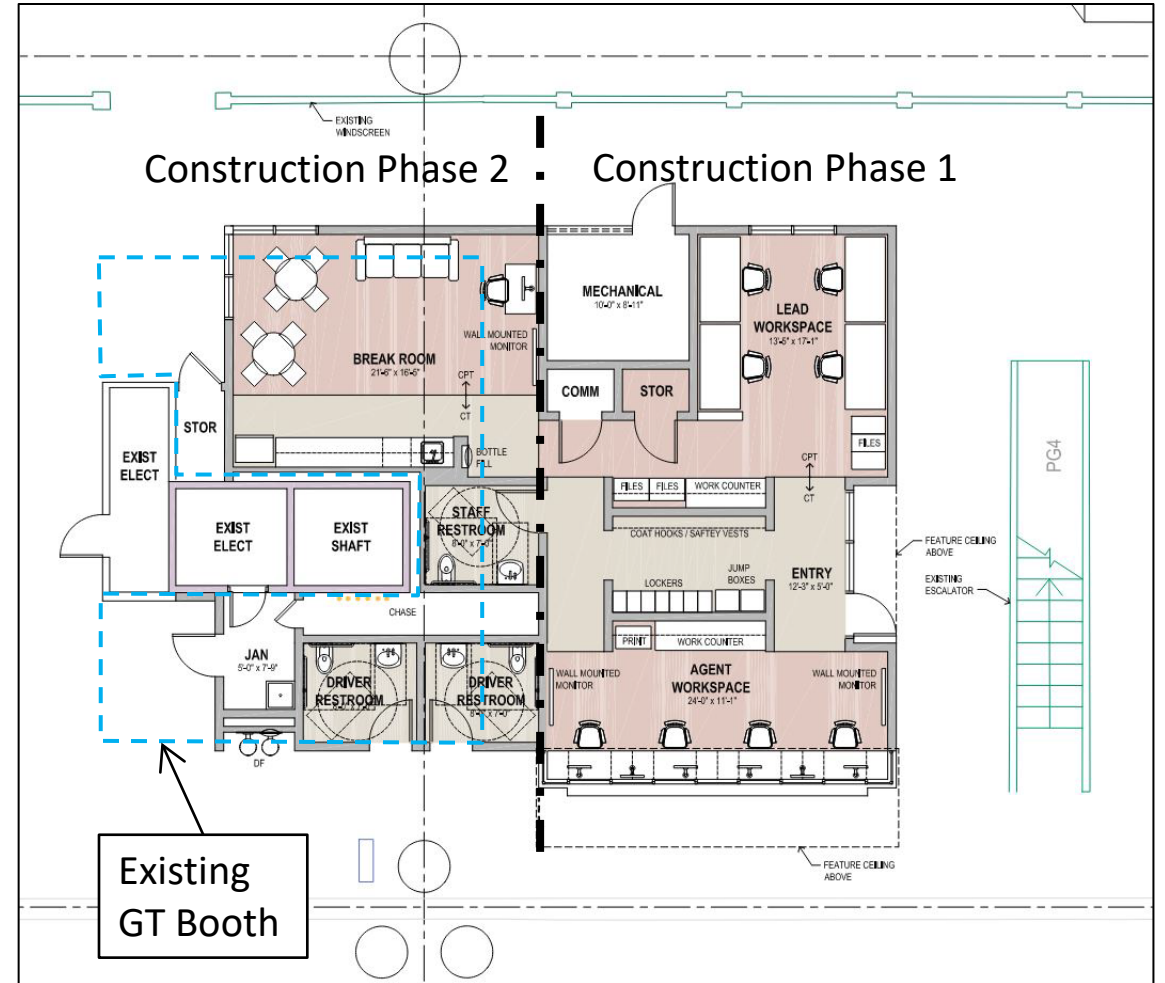 EXISTING
WINDSCREEN
Construction Phase 2
Construction Phase 1
MECHANICAL
10'-0" x 8'-11"
LEAD
WORKSPACE
13'-5" x 17'-1"
WALL MOUNTED
MONITOR
BREAK ROOM
21'-6" x 16'-5"
CPT
CT
COMM
STOR
STOR
EXIST
ELECT
BOTTLE
FILL
FILES
CPT
CT
FILES
FILES
WORK COUNTER
PG4
EXIST
ELECT
EXIST
SHAFT
STAFF
RESTROOM
COAT HOOKS / SAFTEY VESTS
FEATURE CEILING
ABOVE
LOCKERS
JUMP
BOXES
ENTRY
12'-3" x 5'-0"
EXISTING
ESCALATOR
CHASE
PRINT
WORK COUNTER
JAN
5'-0" x 7'-9"
DRIVER
RESTROOM
DRIVER
RESTROOM
WALL MOUNTED
MONITOR
AGENT
WORKSPACE
24'-0" x 11'-1"
WALL MOUNTED
MONITOR
DF
Existing
GT Booth
FEATURE CEILING
ABOVE